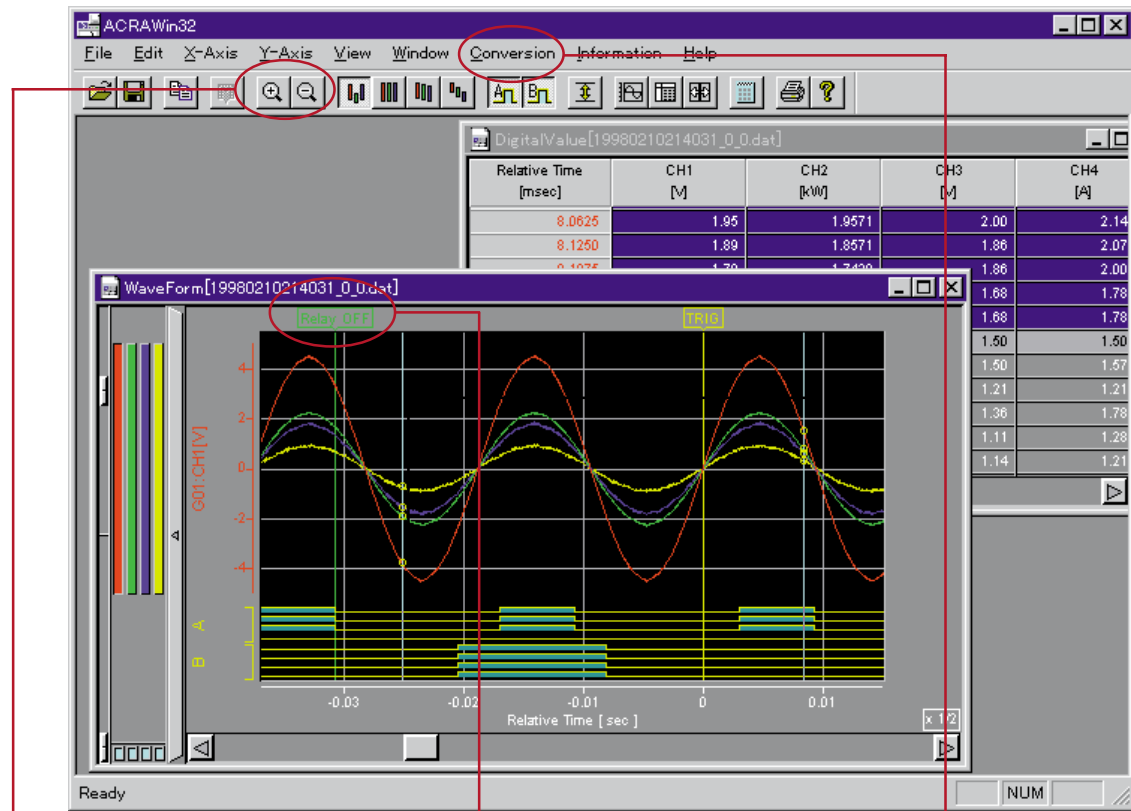 ACRAWin32
File Edit X-Axis Y-Axis View Window Conversion Information Help
A B
DigitalValue[19980210214031_0_0.dat]
Relative Time CH1 CH2 CH3 CH4
[msec] [V] [kW] [V] [A]
8.0625 1.95 1.9571 2.00 2.14
8.1250 1.89 1.8571 1.86 2.07
1.86 2.00
1.68 1.78
1.68 1.78
1.50 1.50
1.50 1.57
1.21 1.21
1.36 1.78
1.11 1.28
1.14 1.21
WaveForm[19980210214031_0_0.dat]
Relay OFF TRIG
G01:CH1[V]
4
2
0
-2
-4
A
B
-0.03 -0.02 -0.01 0 0.01
Relative Time [ sec ]
x 1/2
Ready NUM